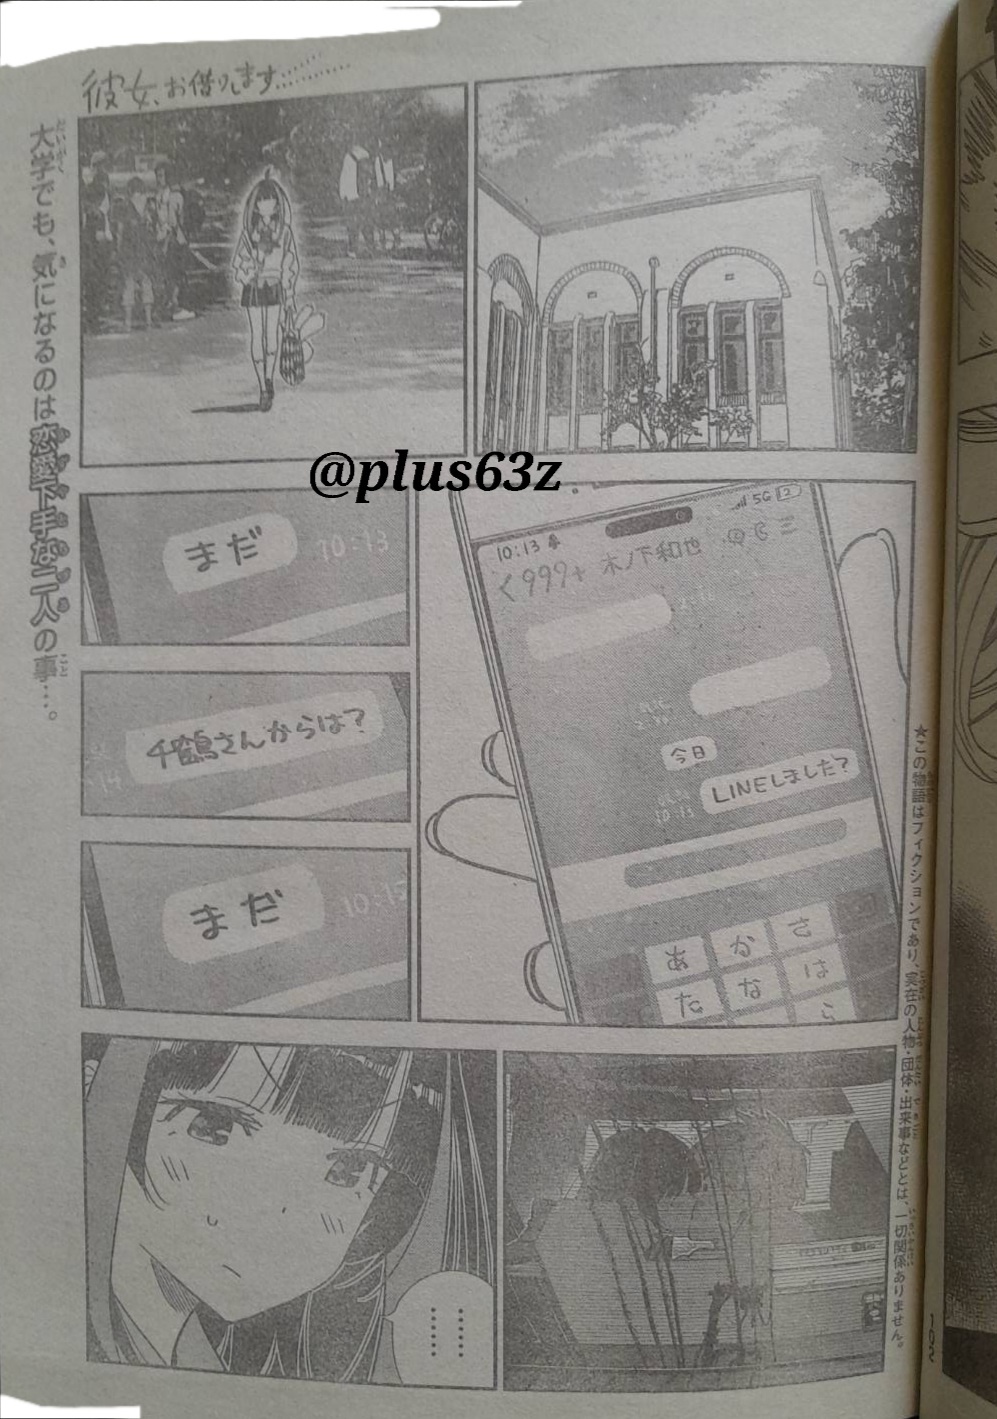 彼女、お借りします……
大学でも、気になるのは恋愛下手な二人の事…。
@plus63z
10:13
5G
<999+ 木ノ下和也
今日
LINEしました?
10:13
あ か さ
た な は
ら
まだ
10:13
千鶴さんからは?
まだ
………
★この物語はフィクションであり、実在の人物・団体・出来事などとは、一切関係ありません。